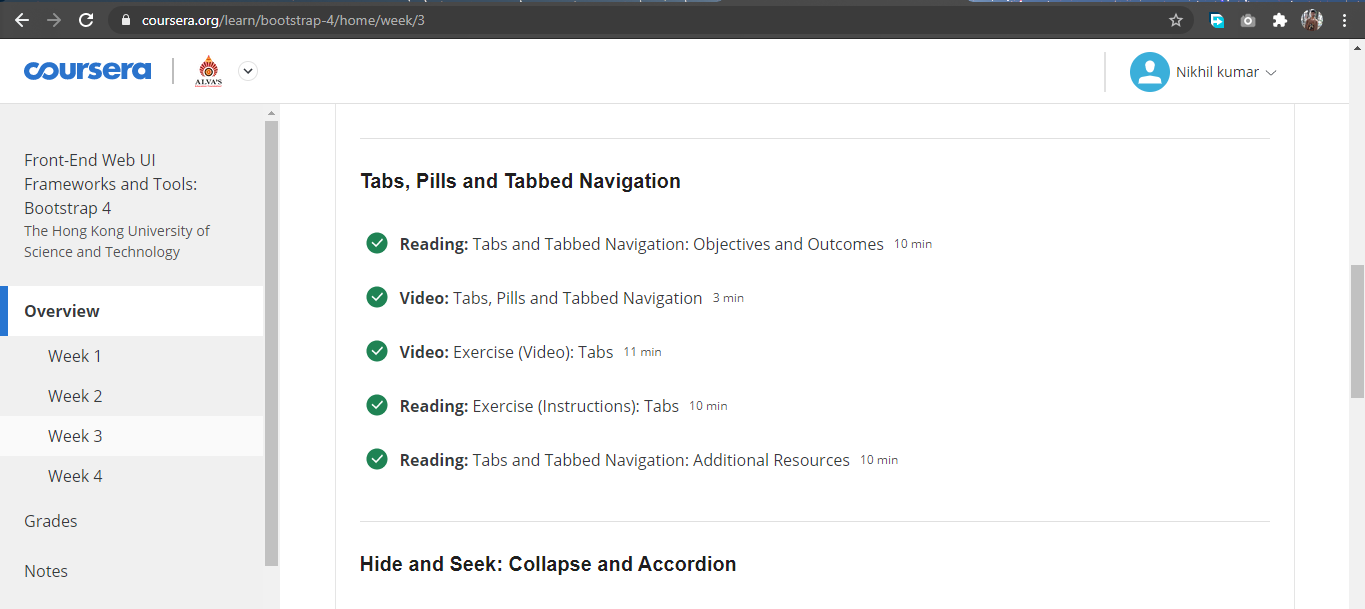 coursera.org/learn/bootstrap-4/home/week/3
coursera
ALVA'S
Nikhil kumar
Front-End Web UI
Frameworks and Tools:
Bootstrap 4
The Hong Kong University of
Science and Technology
Overview
Week 1
Week 2
Week 3
Week 4
Grades
Notes
Tabs, Pills and Tabbed Navigation
Reading: Tabs and Tabbed Navigation: Objectives and Outcomes 10 min
Video: Tabs, Pills and Tabbed Navigation 3 min
Video: Exercise (Video): Tabs 11 min
Reading: Exercise (Instructions): Tabs 10 min
Reading: Tabs and Tabbed Navigation: Additional Resources 10 min
Hide and Seek: Collapse and Accordion